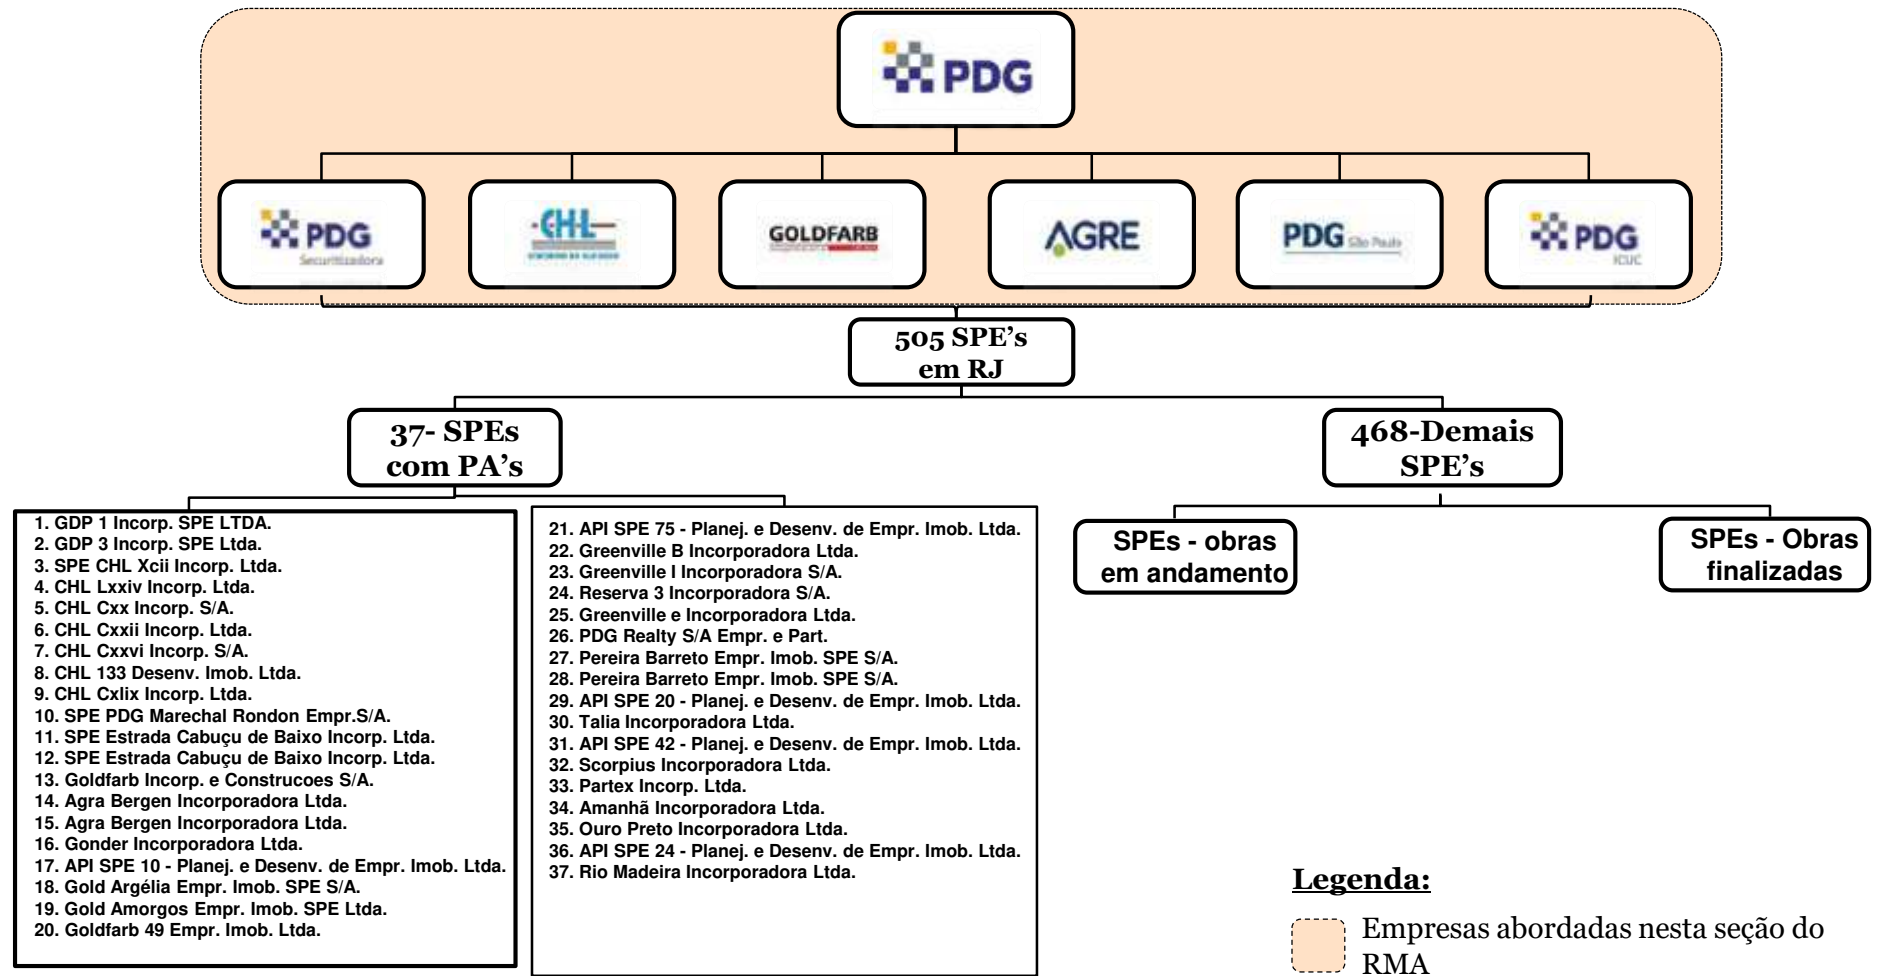 PDG
PDG
Securitizadora
CHL
GOLDFARB
AGRE
PDG São Paulo
PDG
ICUC
505 SPE’s
em RJ
37- SPEs
com PA’s
468-Demais
SPE’s
1. GDP 1 Incorp. SPE LTDA.
2. GDP 3 Incorp. SPE Ltda.
3. SPE CHL Xcii Incorp. Ltda.
4. CHL Lxxiv Incorp. Ltda.
5. CHL Cxx Incorp. S/A.
6. CHL Cxxii Incorp. Ltda.
7. CHL Cxxvi Incorp. S/A.
8. CHL 133 Desenv. Imob. Ltda.
9. CHL Cxlix Incorp. Ltda.
10. SPE PDG Marechal Rondon Empr.S/A.
11. SPE Estrada Cabuçu de Baixo Incorp. Ltda.
12. SPE Estrada Cabuçu de Baixo Incorp. Ltda.
13. Goldfarb Incorp. e Construcoes S/A.
14. Agra Bergen Incorporadora Ltda.
15. Agra Bergen Incorporadora Ltda.
16. Gonder Incorporadora Ltda.
17. API SPE 10 - Planej. e Desenv. de Empr. Imob. Ltda.
18. Gold Argélia Empr. Imob. SPE S/A.
19. Gold Amorgos Empr. Imob. SPE Ltda.
20. Goldfarb 49 Empr. Imob. Ltda.
21. API SPE 75 - Planej. e Desenv. de Empr. Imob. Ltda.
22. Greenville B Incorporadora Ltda.
23. Greenville I Incorporadora S/A.
24. Reserva 3 Incorporadora S/A.
25. Greenville e Incorporadora Ltda.
26. PDG Realty S/A Empr. e Part.
27. Pereira Barreto Empr. Imob. SPE S/A.
28. Pereira Barreto Empr. Imob. SPE S/A.
29. API SPE 20 - Planej. e Desenv. de Empr. Imob. Ltda.
30. Talia Incorporadora Ltda.
31. API SPE 42 - Planej. e Desenv. de Empr. Imob. Ltda.
32. Scorpius Incorporadora Ltda.
33. Partex Incorp. Ltda.
34. Amanhã Incorporadora Ltda.
35. Ouro Preto Incorporadora Ltda.
36. API SPE 24 - Planej. e Desenv. de Empr. Imob. Ltda.
37. Rio Madeira Incorporadora Ltda.
SPEs - obras
em andamento
SPEs - Obras
finalizadas
Legenda:
Empresas abordadas nesta seção do
RMA